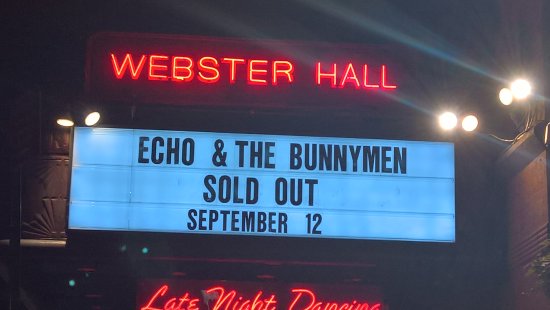 WEBSTER HALL
ECHO & THE BUNNYMEN
SOLD OUT
SEPTEMBER 12
Late Night Dancing